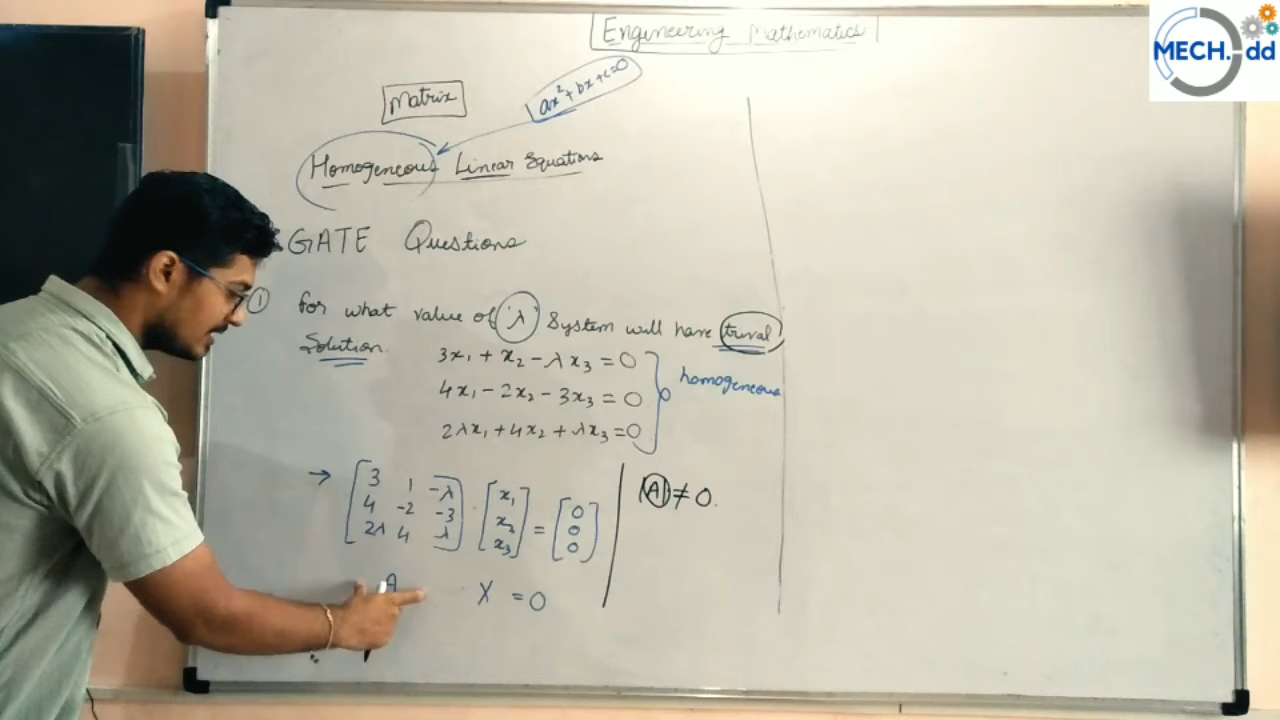 Engineering Mathematics
MECH.dd
Matrix
ax² + bx + c = 0
Homogeneous Linear Equations
GATE Questions
① For what value of 'λ' System will have trival
Solution.
3x₁ + x₂ - λx₃ = 0
4x₁ - 2x₂ - 3x₃ = 0
2λx₁ + 4x₂ + λx₃ = 0
homogeneous
→ [3 1 -λ] [x₁] = [0]
[4 -2 -3] [x₂] [0]
[2λ 4 λ] [x₃] [0]
|A| ≠ 0.
A X = 0